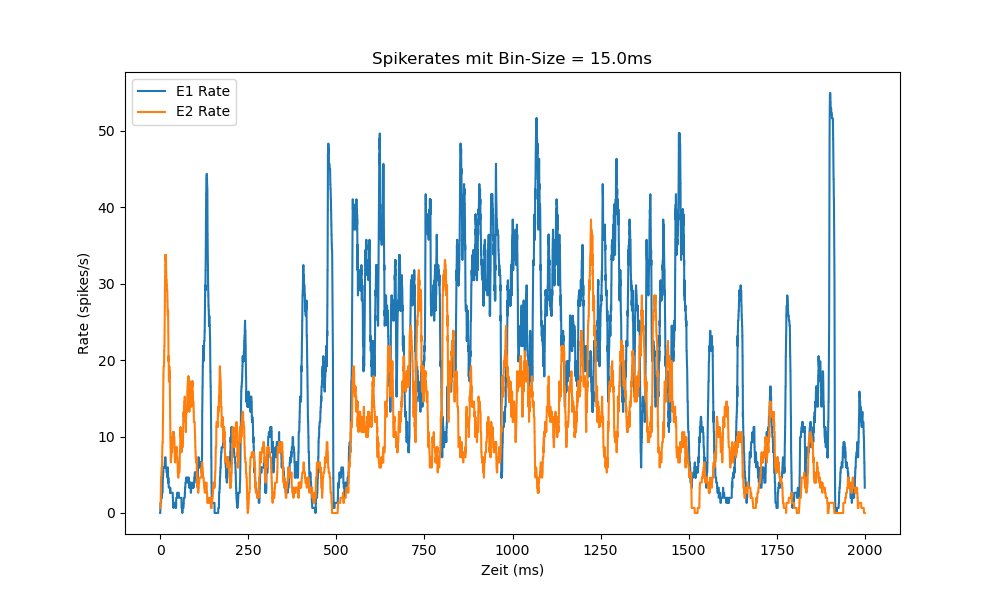 Spikerates mit Bin-Size = 15.0ms
E1 Rate
E2 Rate
Rate (spikes/s)
50
40
30
20
10
0
0 250 500 750 1000 1250 1500 1750 2000
Zeit (ms)